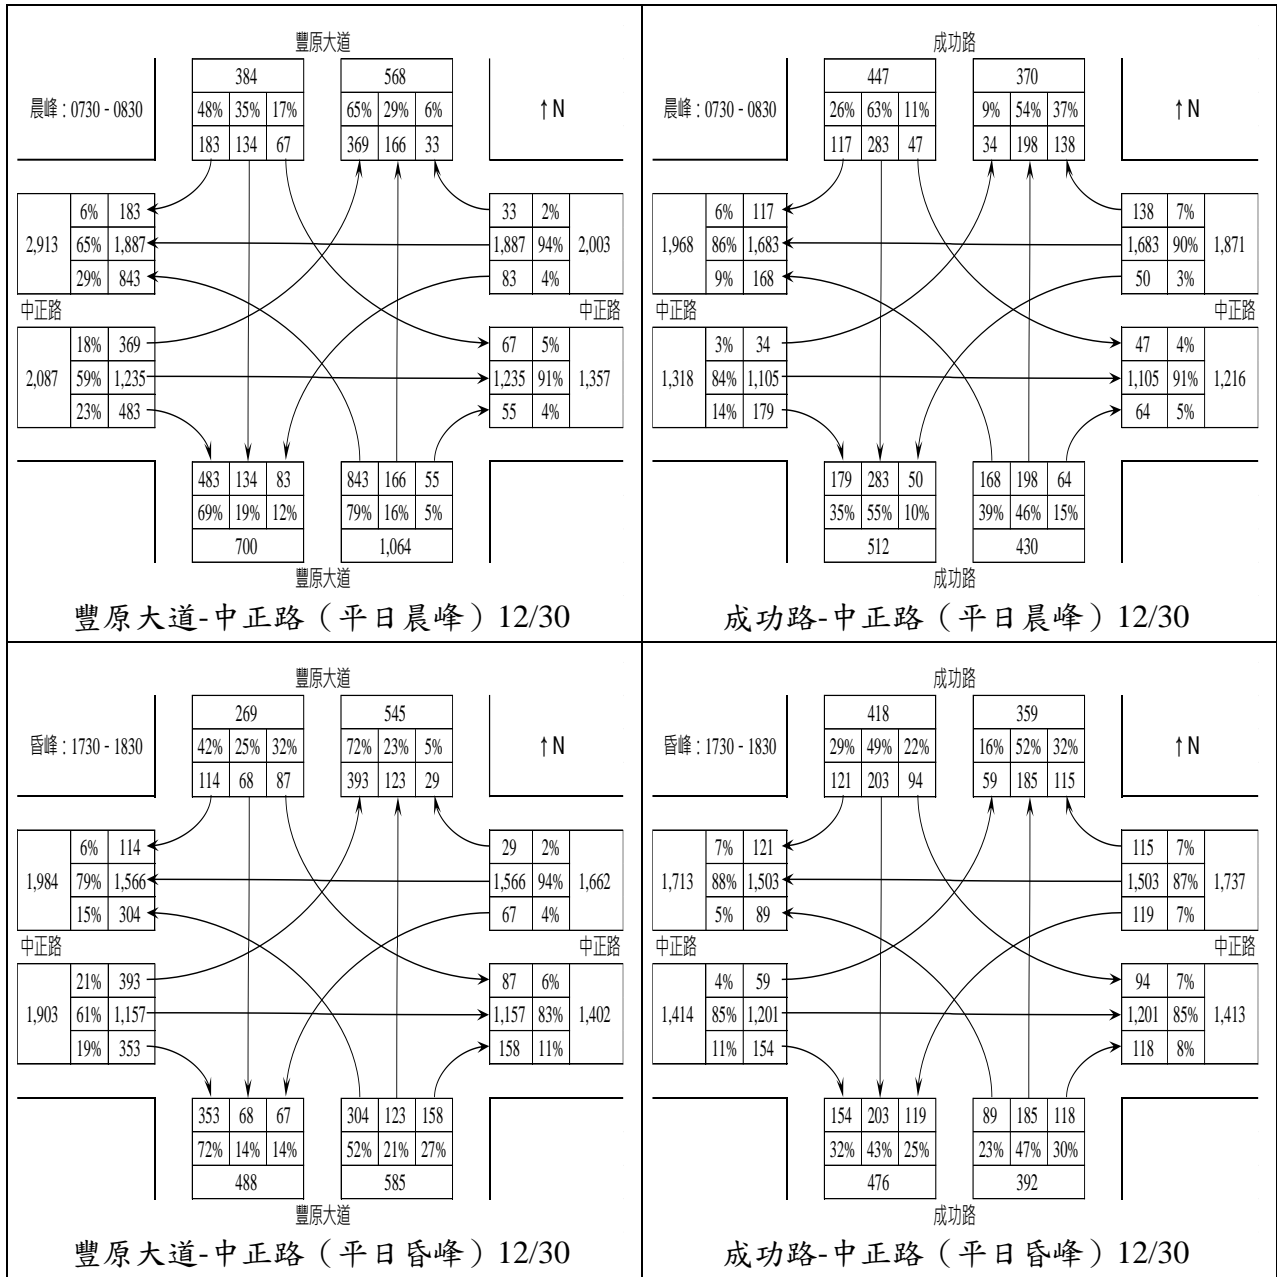 豐原大道
384 568
晨峰 : 0730 - 0830 48% 35% 17% 65% 29% 6% ↑N
183 134 67 369 166 33
6% 183 33 2%
2,913 65% 1,887 1,887 94% 2,003
29% 843 83 4%
中正路 中正路
18% 369 67 5%
2,087 59% 1,235 1,235 91% 1,357
23% 483 55 4%
483 134 83 843 166 55
69% 19% 12% 79% 16% 5%
700 1,064
豐原大道
豐原大道-中正路（平日晨峰）12/30
成功路
447 370
晨峰 : 0730 - 0830 26% 63% 11% 9% 54% 37% ↑N
117 283 47 34 198 138
6% 117 138 7%
1,968 86% 1,683 1,683 90% 1,871
9% 168 50 3%
中正路 中正路
3% 34 47 4%
1,318 84% 1,105 1,105 91% 1,216
14% 179 64 5%
179 283 50 168 198 64
35% 55% 10% 39% 46% 15%
512 430
成功路
成功路-中正路（平日晨峰）12/30
豐原大道
269 545
昏峰 : 1730 - 1830 42% 25% 32% 72% 23% 5% ↑N
114 68 87 393 123 29
6% 114 29 2%
1,984 79% 1,566 1,566 94% 1,662
15% 304 67 4%
中正路 中正路
21% 393 87 6%
1,903 61% 1,157 1,157 83% 1,402
19% 353 158 11%
353 68 67 304 123 158
72% 14% 14% 52% 21% 27%
488 585
豐原大道
豐原大道-中正路（平日昏峰）12/30
成功路
418 359
昏峰 : 1730 - 1830 29% 49% 22% 16% 52% 32% ↑N
121 203 94 59 185 115
7% 121 115 7%
1,713 88% 1,503 1,503 87% 1,737
5% 89 119 7%
中正路 中正路
4% 59 94 7%
1,414 85% 1,201 1,201 85% 1,413
11% 154 118 8%
154 203 119 89 185 118
32% 43% 25% 23% 47% 30%
476 392
成功路
成功路-中正路（平日昏峰）12/30